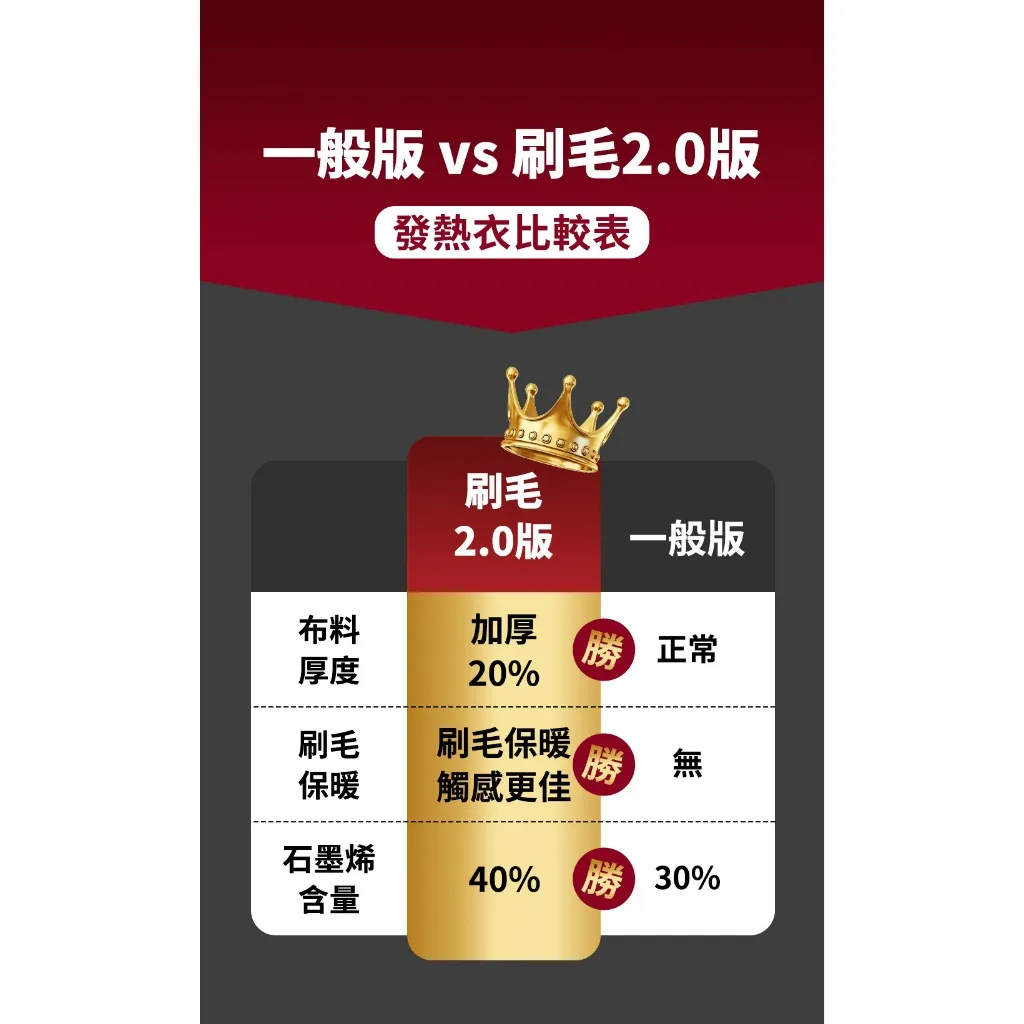 一般版 vs 刷毛2.0版
發熱衣比較表
刷毛
2.0版
一般版
布料
厚度
加厚
20%
勝
正常
刷毛
保暖
刷毛保暖
觸感更佳
勝
無
石墨烯
含量
40%
勝
30%